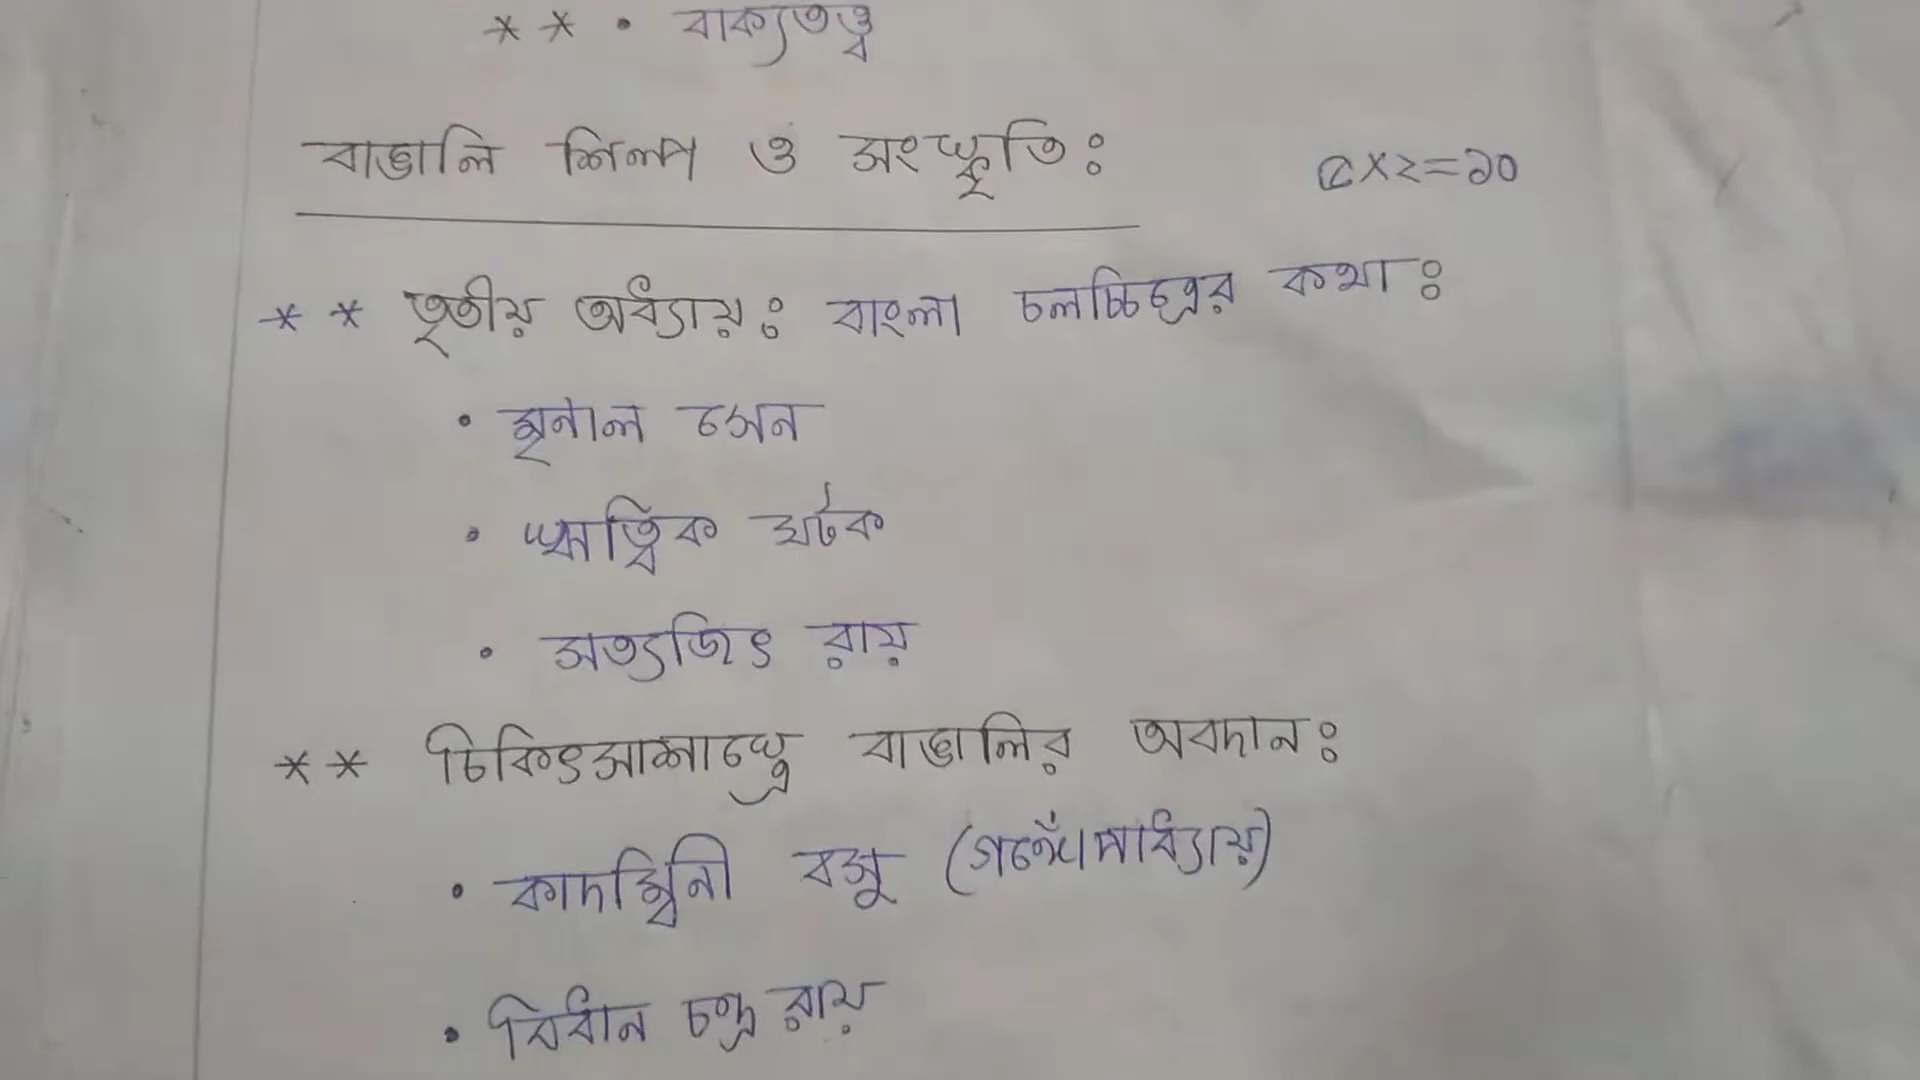 ** • বাক্যতত্ত্ব
বাঙালি শিল্প ও সংস্কৃতিঃ ৫×২=১০
** তৃতীয় অধ্যায়ঃ বাংলা চলচ্চিত্রের কথাঃ
• মৃনাল সেন
• ঋত্বিক ঘটক
• সত্যজিৎ রায়
** চিকিৎসাশাস্ত্রে বাঙালির অবদানঃ
• কাদম্বিনী বসু (গঙ্গোপাধ্যায়)
• বিধান চন্দ্র রায়